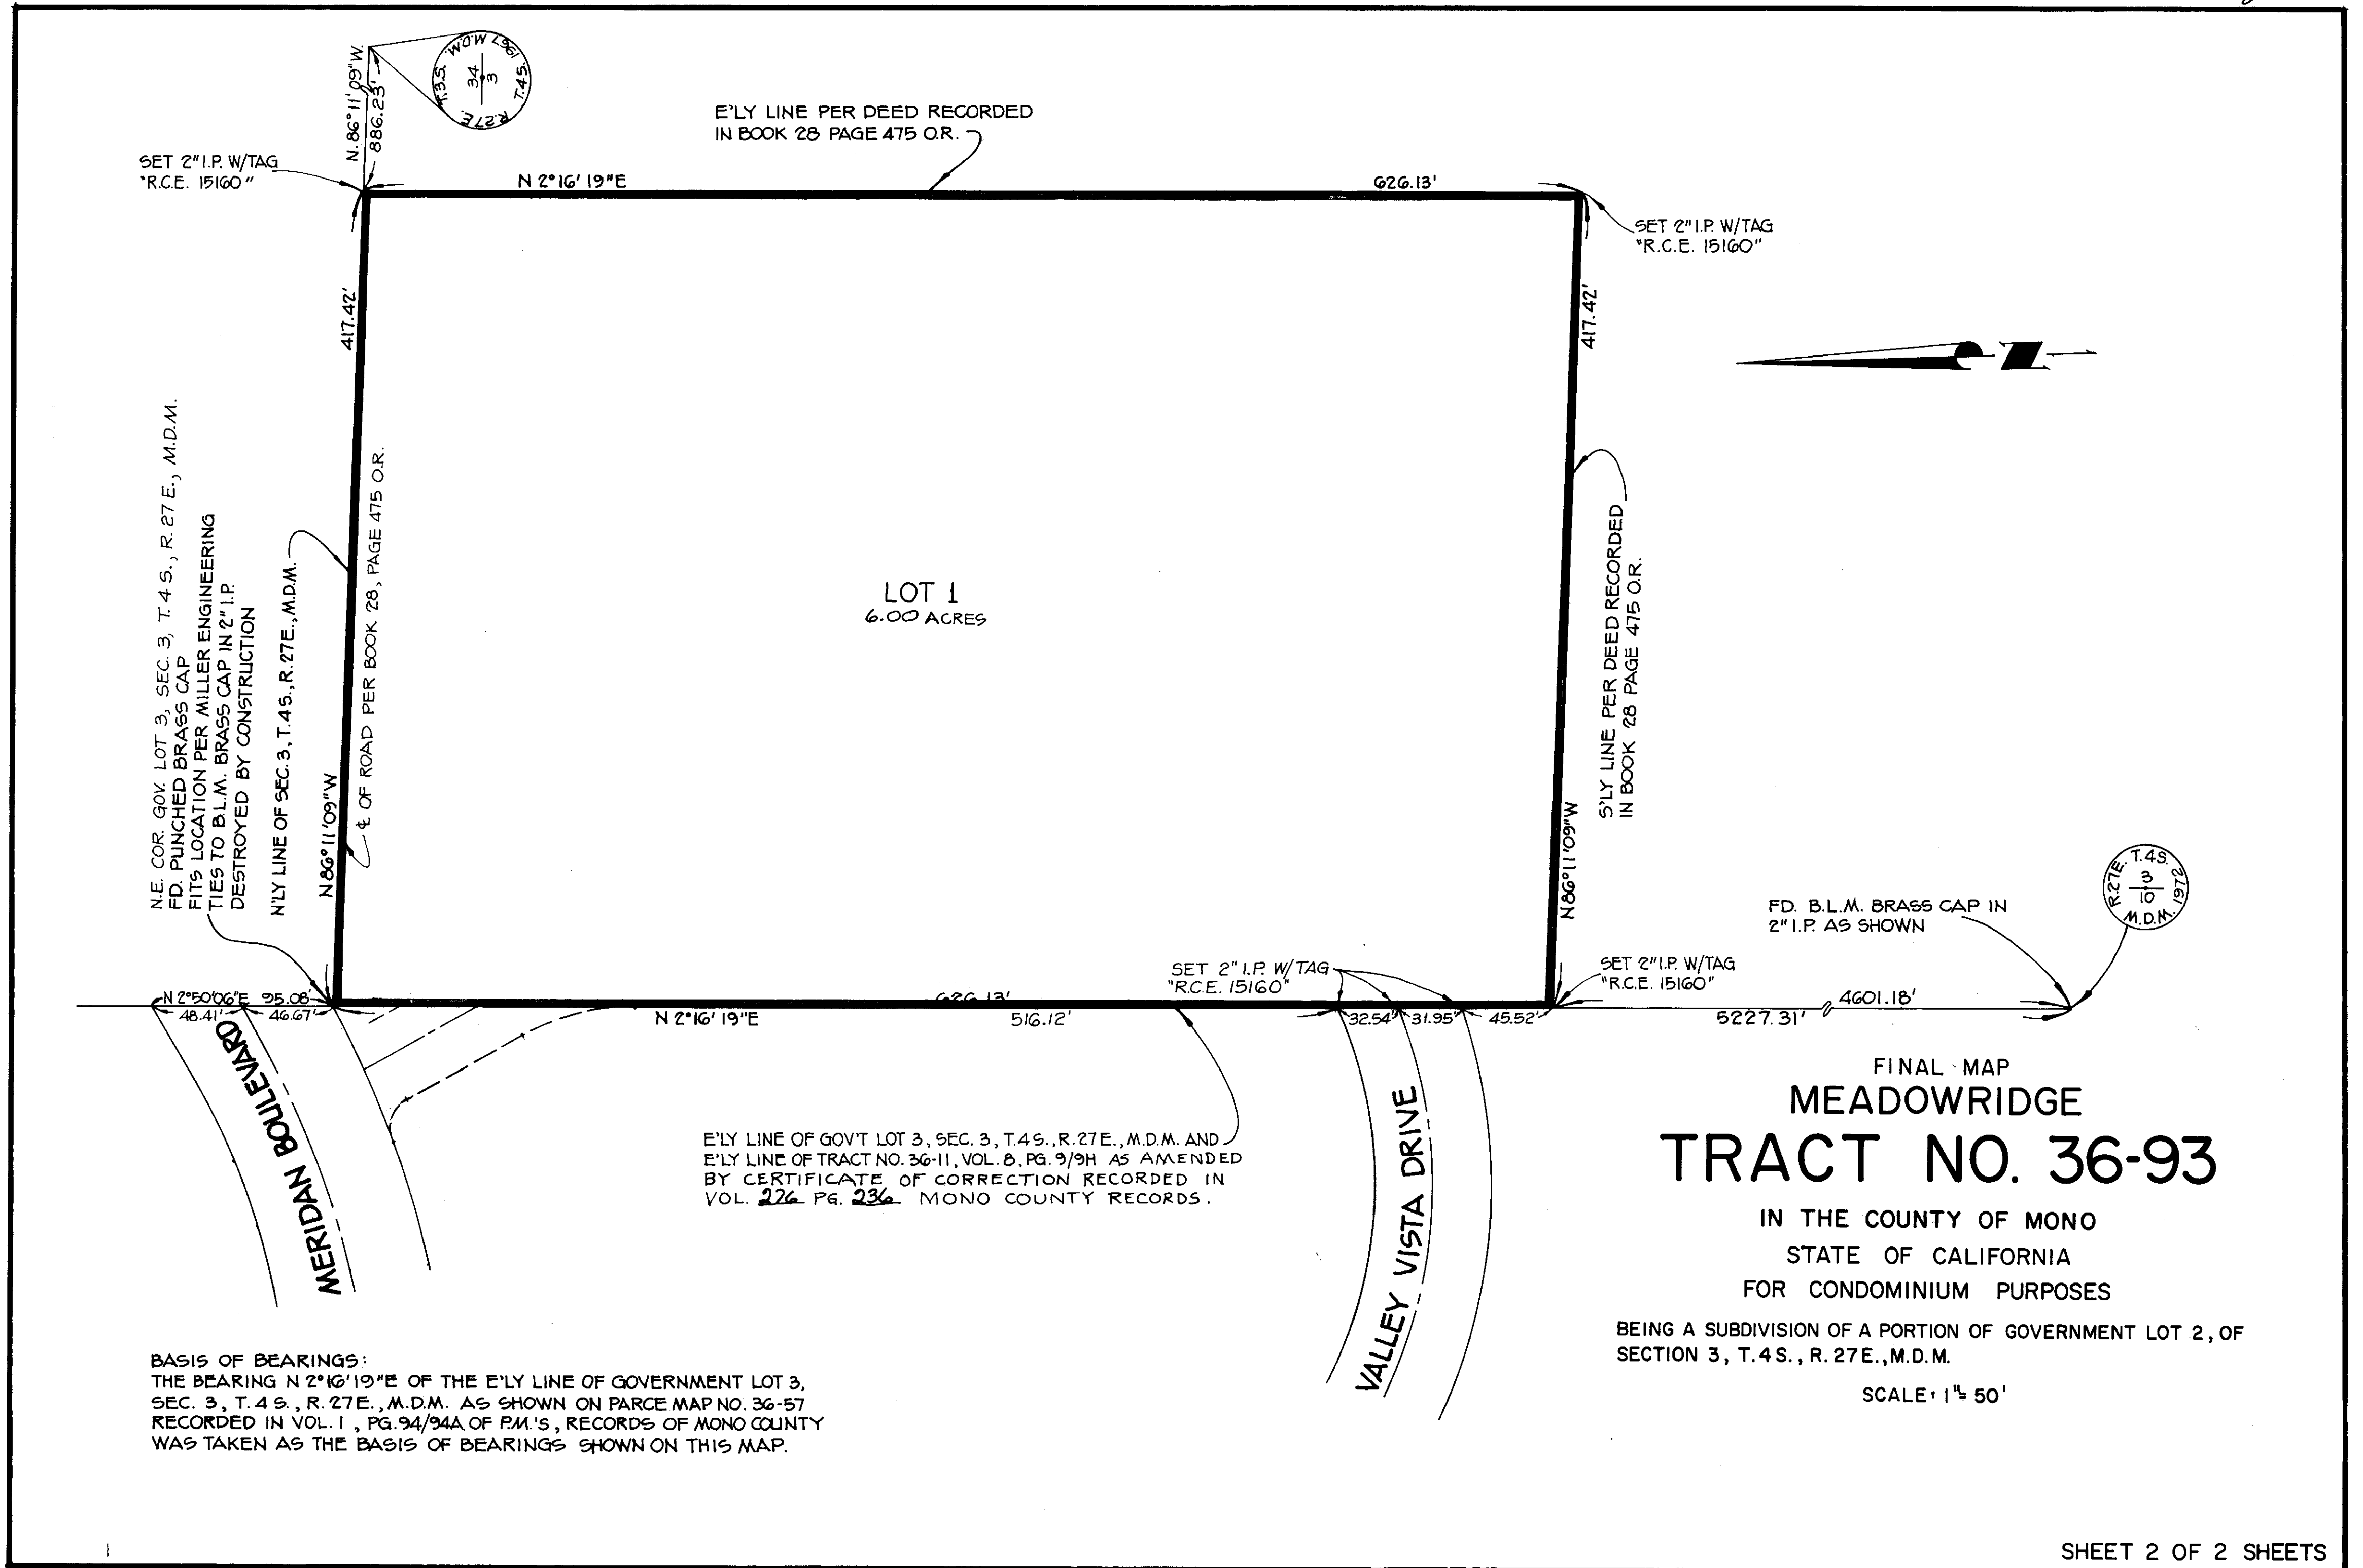 N. 86° 11' 09" W.
886.23'
T.3S.
1967 M.D.M.
34
3
R.27E.
T.4S.
SET 2" I.P. W/TAG
"R.C.E. 15160"
E'LY LINE PER DEED RECORDED
IN BOOK 28 PAGE 475 O.R.
N 2° 16' 19" E
626.13'
SET 2" I.P. W/TAG
"R.C.E. 15160"
417.42'
417.42'
N
N.E. COR. GOV. LOT 3, SEC. 3, T.4 S., R. 27 E., M.D.M.
FD. PUNCHED BRASS CAP
FITS LOCATION PER MILLER ENGINEERING
TIES TO B.L.M. BRASS CAP IN 2" I.P.
DESTROYED BY CONSTRUCTION
N'LY LINE OF SEC. 3, T.4S., R.27E., M.D.M.
N 86° 11' 09" W
℄ OF ROAD PER BOOK 28, PAGE 475 O.R.
LOT 1
6.00 ACRES
S'LY LINE PER DEED RECORDED
IN BOOK 28 PAGE 475 O.R.
N 86° 11' 09" W
FD. B.L.M. BRASS CAP IN
2" I.P. AS SHOWN
R.27E. T.4S.
3
10
M.D.M. 1972
SET 2" I.P. W/TAG
"R.C.E. 15160"
SET 2" I.P. W/TAG
"R.C.E. 15160"
N 2° 50' 06" E 95.08'
48.41' 46.67'
626.13'
N 2° 16' 19" E
516.12'
32.54' 31.95' 45.52'
4601.18'
5227.31'
MERIDIAN BOULEVARD
VALLEY VISTA DRIVE
E'LY LINE OF GOV'T LOT 3, SEC. 3, T.4 S., R. 27 E., M.D.M. AND
E'LY LINE OF TRACT NO. 36-11, VOL. 8, PG. 9/9H AS AMENDED
BY CERTIFICATE OF CORRECTION RECORDED IN
VOL. 226 PG. 236 MONO COUNTY RECORDS.
FINAL MAP
MEADOWRIDGE
TRACT NO. 36-93
IN THE COUNTY OF MONO
STATE OF CALIFORNIA
FOR CONDOMINIUM PURPOSES
BEING A SUBDIVISION OF A PORTION OF GOVERNMENT LOT 2, OF
SECTION 3, T. 4 S., R. 27 E., M.D.M.
SCALE: 1" = 50'
BASIS OF BEARINGS:
THE BEARING N 2° 16' 19" E OF THE E'LY LINE OF GOVERNMENT LOT 3,
SEC. 3, T. 4 S., R. 27 E., M.D.M. AS SHOWN ON PARCE MAP NO. 36-57
RECORDED IN VOL. 1, PG. 94/94A OF P.M.'S, RECORDS OF MONO COUNTY
WAS TAKEN AS THE BASIS OF BEARINGS SHOWN ON THIS MAP.
SHEET 2 OF 2 SHEETS